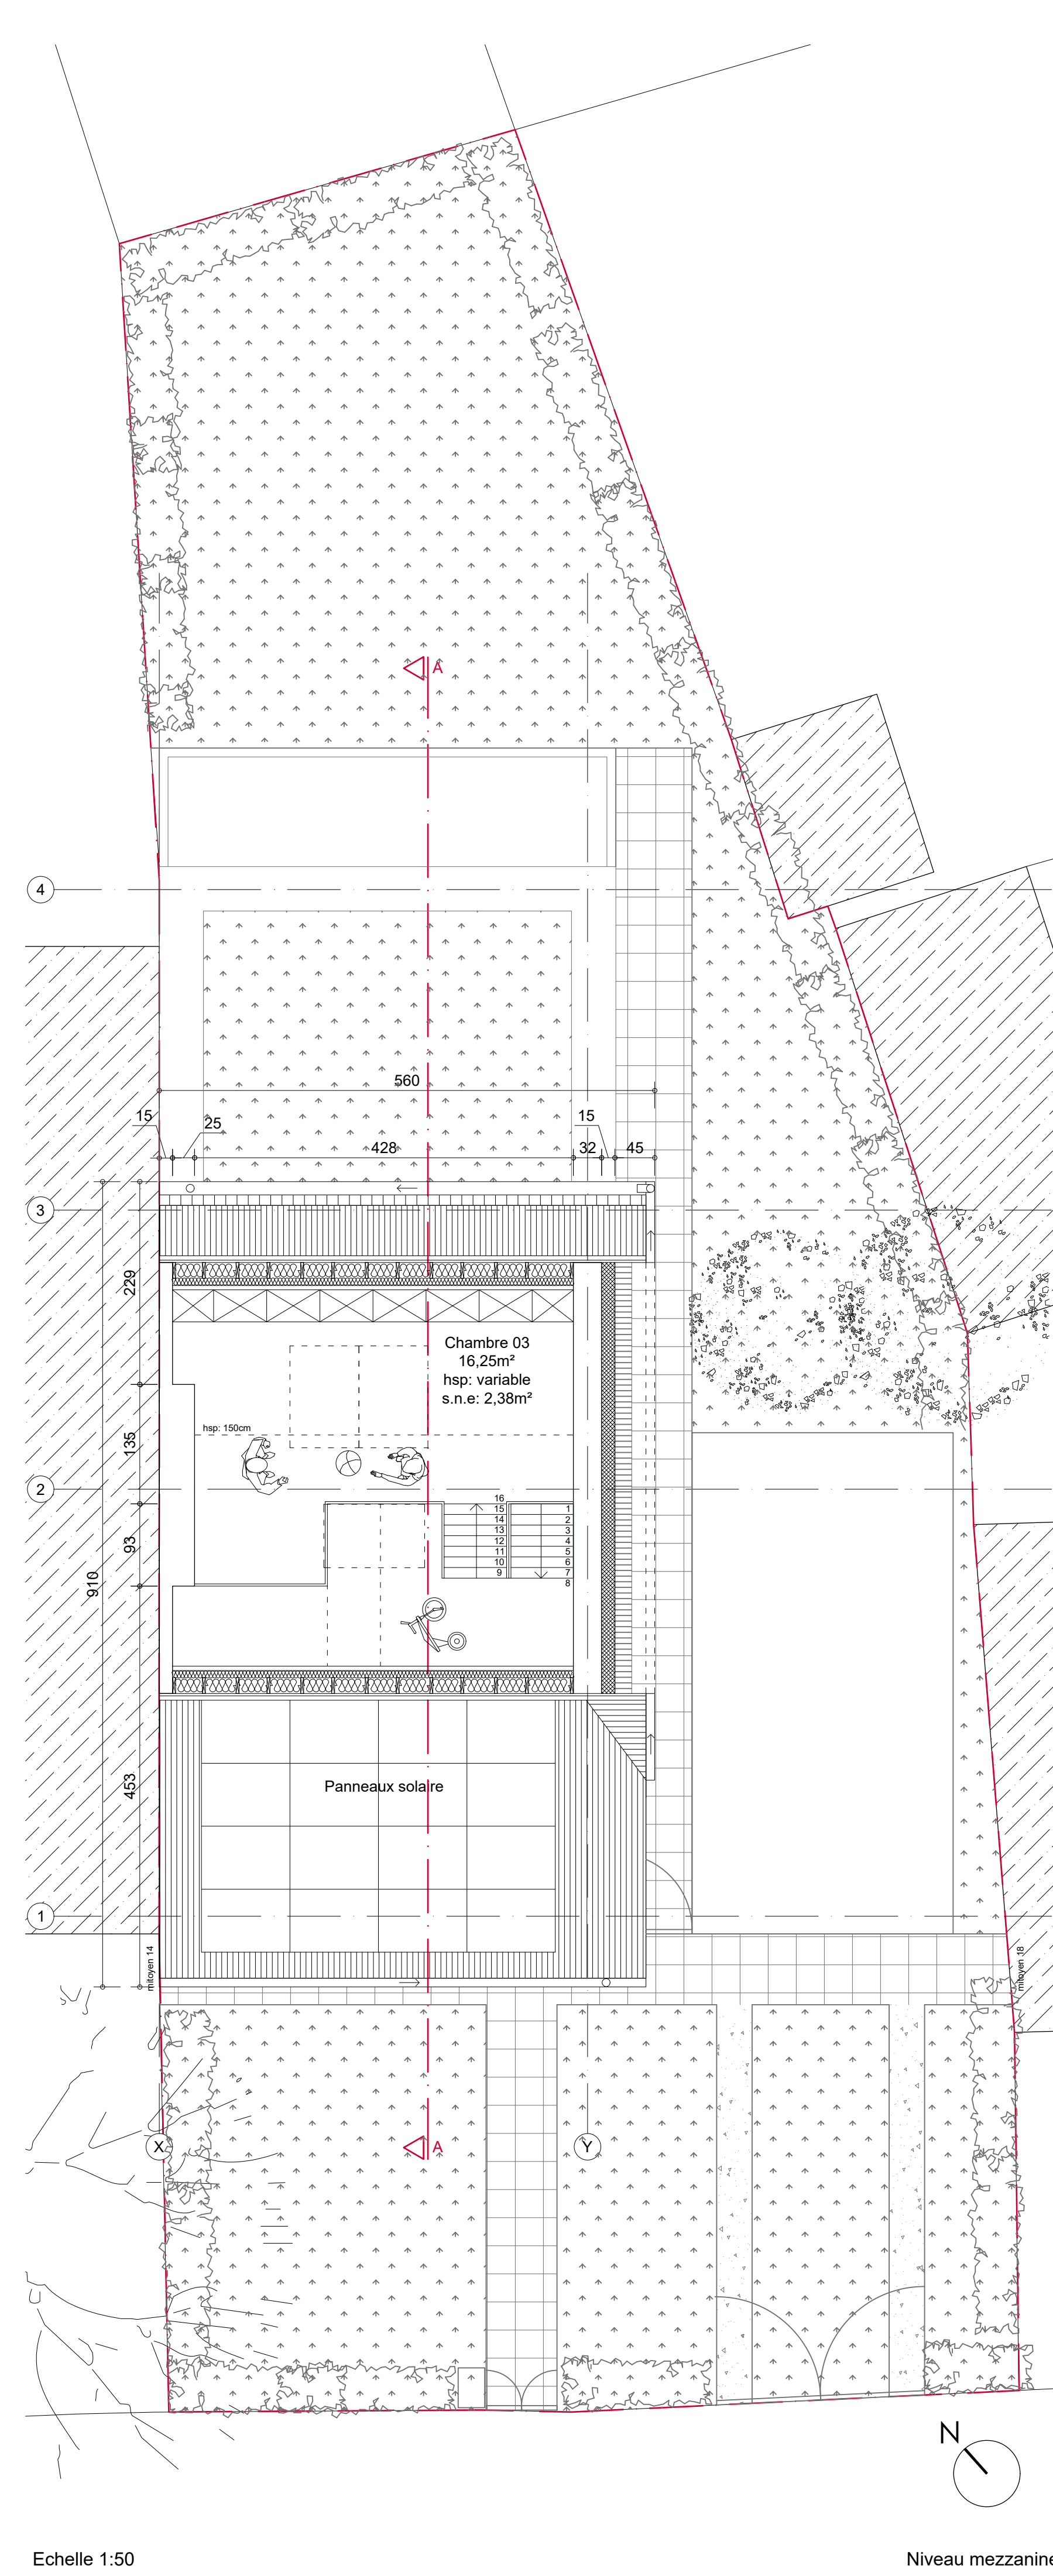 A
4
560
15
25
428
15
32
45
3
229
Chambre 03
16,25m²
hsp: variable
s.n.e: 2,38m²
hsp: 150cm
135
2
16
15
14
13
12
11
10
9
1
2
3
4
5
6
7
8
93
910
453
Panneaux solaire
1
mitoyen 14
mitoyen 18
X
A
Y
N
Echelle 1:50
Niveau mezzanine